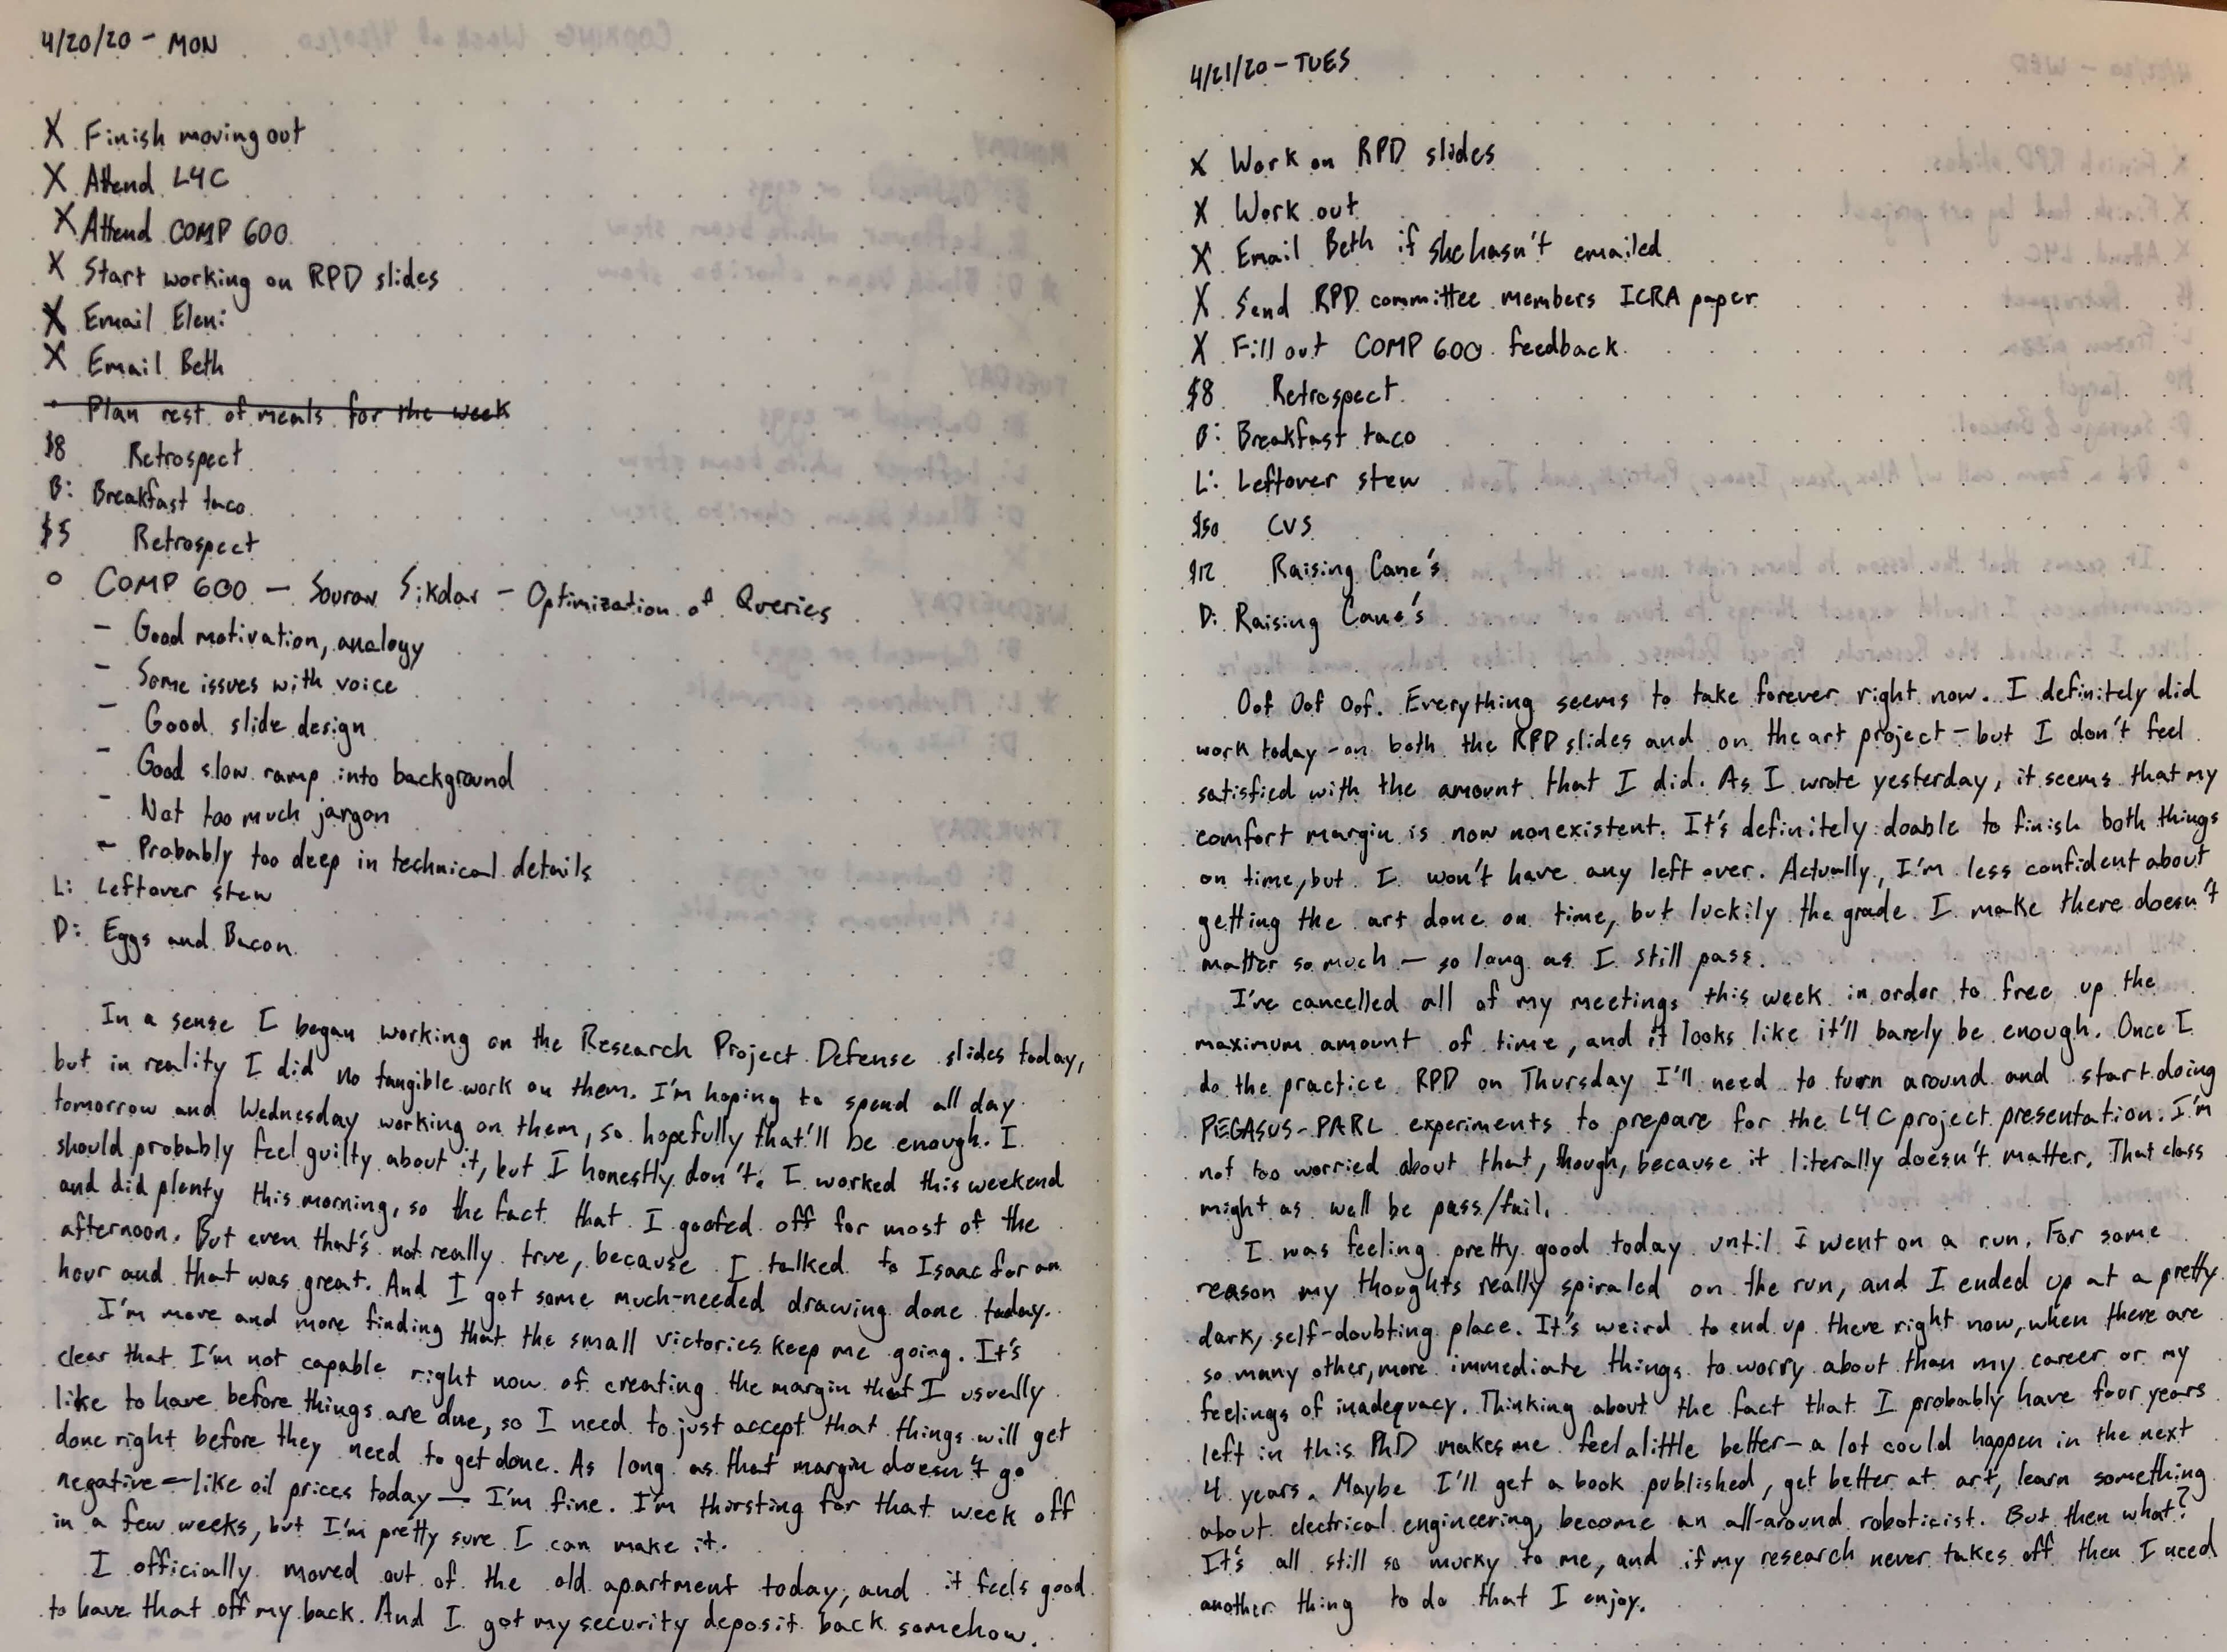 4/20/20 - MON
X Finish moving out
X Attend L4C
X Attend COMP 600
X Start working on RPD slides
X Email Eleni
X Email Beth
• Plan rest of meals for the week
$8 Retrospect
B: Breakfast taco
$5 Retrospect
o COMP 600 - Sourav Sikdar - Optimization of Queries
- Good motivation, analogy
- Some issues with voice
- Good slide design
- Good slow ramp into background
- Not too much jargon
- Probably too deep in technical details
L: Leftover stew
D: Eggs and Bacon
In a sense I began working on the Research Project Defense slides today,
but in reality I did no tangible work on them. I'm hoping to spend all day
tomorrow and Wednesday working on them, so hopefully that'll be enough. I
should probably feel guilty about it, but I honestly don't. I worked this weekend
and did plenty this morning, so the fact that I goofed off for most of the
afternoon. But even that's not really true, because I talked to Isaac for an
hour and that was great. And I got some much-needed drawing done today.
I'm more and more finding that the small victories keep me going. It's
clear that I'm not capable right now of creating the margin that I usually
like to have before things are due, so I need to just accept that things will get
done right before they need to get done. As long as that margin doesn't go
negative - like oil prices today - I'm fine. I'm thirsting for that week off
in a few weeks, but I'm pretty sure I can make it.
I officially moved out of the old apartment today, and it feels good
to have that off my back. And I got my security deposit back somehow.
4/21/20 - TUES
X Work on RPD slides
X Work out
X Email Beth if she hasn't emailed
X Send RPD committee members ICRA paper
X Fill out COMP 600 feedback
$8 Retrospect
B: Breakfast taco
L: Leftover stew
$50 CVS
$12 Raising Cane's
D: Raising Cane's
Oof Oof Oof. Everything seems to take forever right now. I definitely did
work today - on both the RPD slides and on the art project - but I don't feel
satisfied with the amount that I did. As I wrote yesterday, it seems that my
comfort margin is now nonexistent. It's definitely doable to finish both things
on time, but I won't have any left over. Actually, I'm less confident about
getting the art done on time, but luckily the grade I make there doesn't
matter so much - so long as I still pass.
I've cancelled all of my meetings this week in order to free up the
maximum amount of time, and it looks like it'll barely be enough. Once I
do the practice RPD on Thursday I'll need to turn around and start doing
PEGASUS-PARL experiments to prepare for the L4C project presentation. I'm
not too worried about that, though, because it literally doesn't matter. That class
might as well be pass/fail.
I was feeling pretty good today until I went on a run. For some
reason my thoughts really spiraled on the run, and I ended up at a pretty
dark, self-doubting place. It's weird to end up there right now, when there are
so many other, more immediate things to worry about than my career or my
feelings of inadequacy. Thinking about the fact that I probably have four years
left in this PhD makes me feel a little better - a lot could happen in the next
4 years. Maybe I'll get a book published, get better at art, learn something
about electrical engineering, become an all-around roboticist. But then what?
It's all still so murky to me, and if my research never takes off then I need
another thing to do that I enjoy.